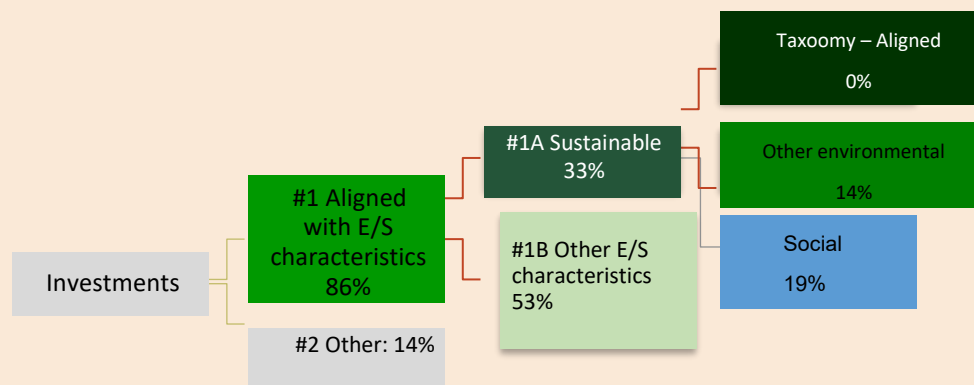 Investments
#1 Aligned
with E/S
characteristics
86%
#2 Other: 14%
#1A Sustainable
33%
#1B Other E/S
characteristics
53%
Taxoomy – Aligned
0%
Other environmental
14%
Social
19%